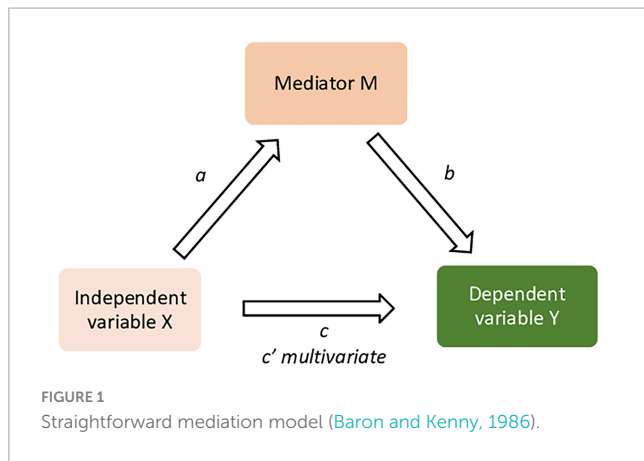 Mediator M
a
b
Independent
variable X
Dependent
variable Y
c
c' multivariate
FIGURE 1
Straightforward mediation model (Baron and Kenny, 1986).